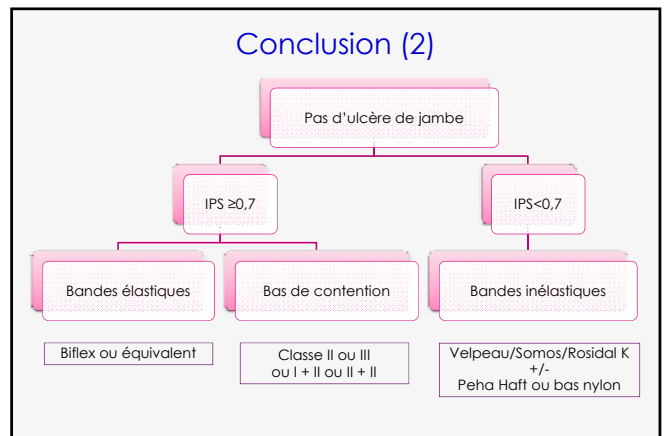 Conclusion (2)
Pas d'ulcère de jambe
IPS ≥0,7
IPS<0,7
Bandes élastiques
Bas de contention
Bandes inélastiques
Biflex ou équivalent
Classe II ou III
ou I + II ou II + II
Velpeau/Somos/Rosidal K
+/-
Peha Haft ou bas nylon